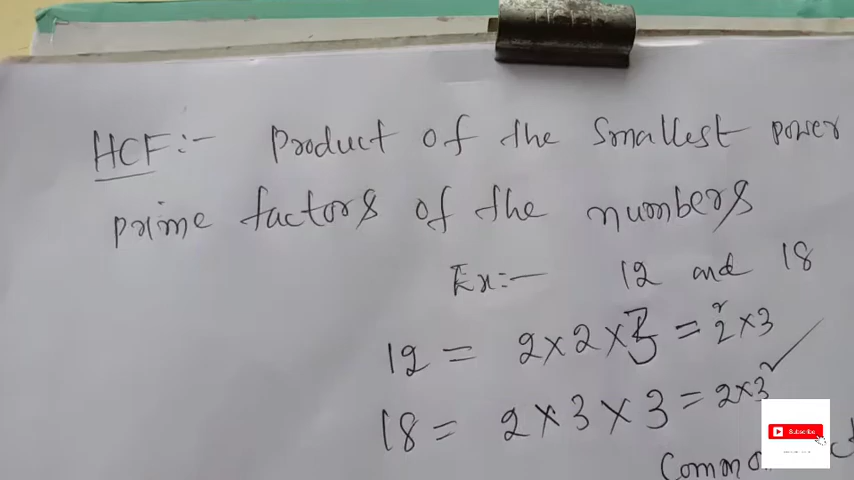 HCF:- Product of the smallest power
prime factors of the numbers
Ex:- 12 and 18
12 = 2×2×3 = 2²×3
18 = 2×3×3 = 2×3²
Subscribe